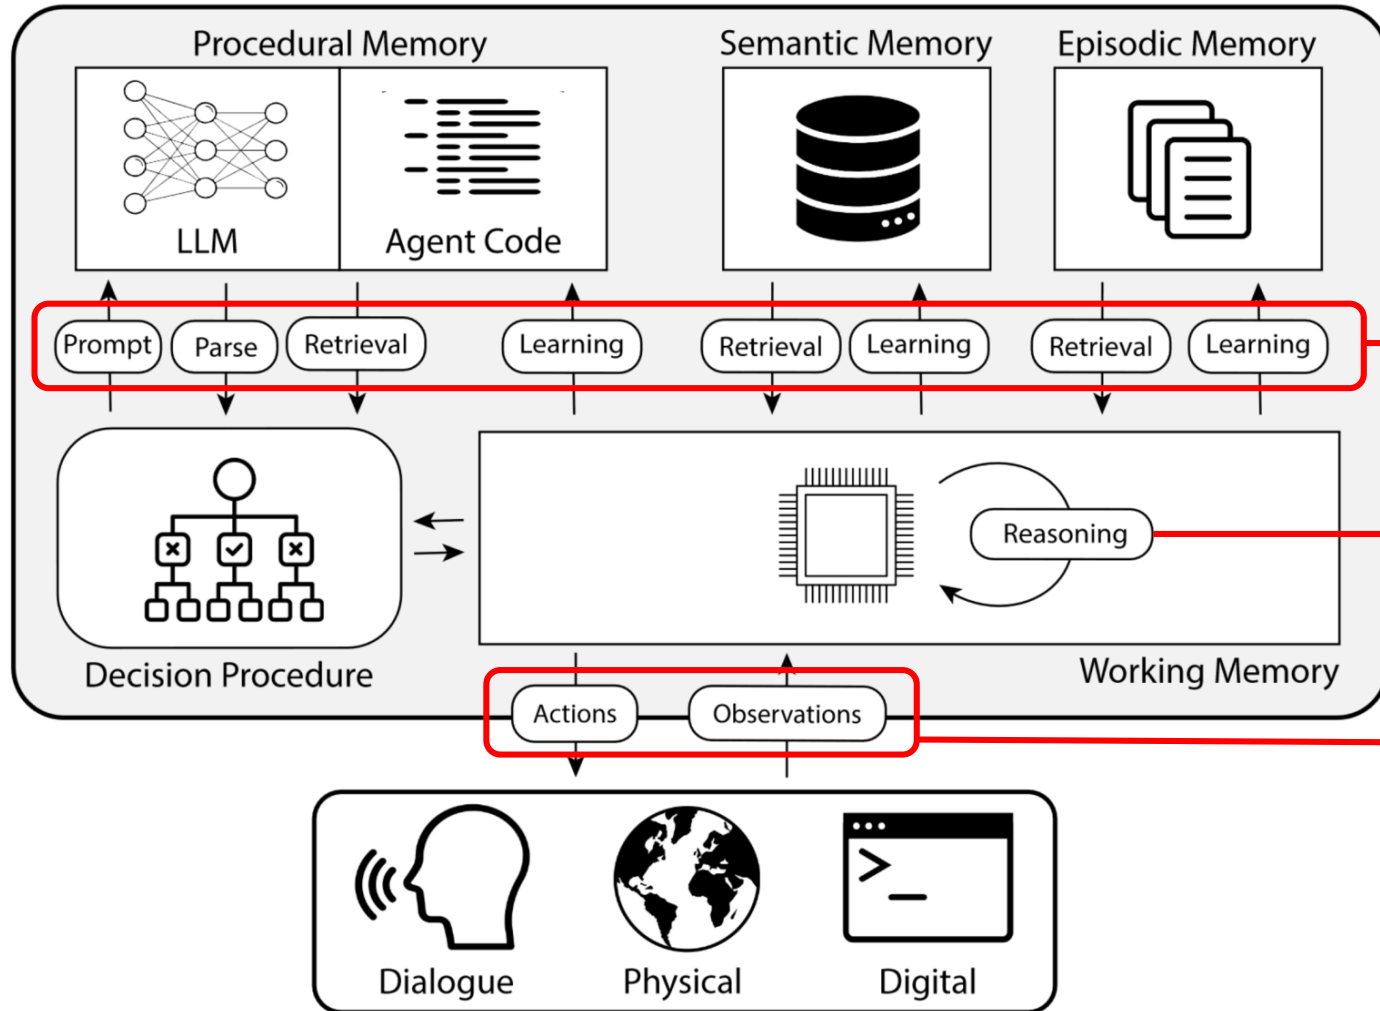 Procedural Memory
Semantic Memory
Episodic Memory
LLM
Agent Code
Prompt
Parse
Retrieval
Learning
Retrieval
Learning
Retrieval
Learning
Reasoning
Decision Procedure
Working Memory
Actions
Observations
>_
Dialogue
Physical
Digital